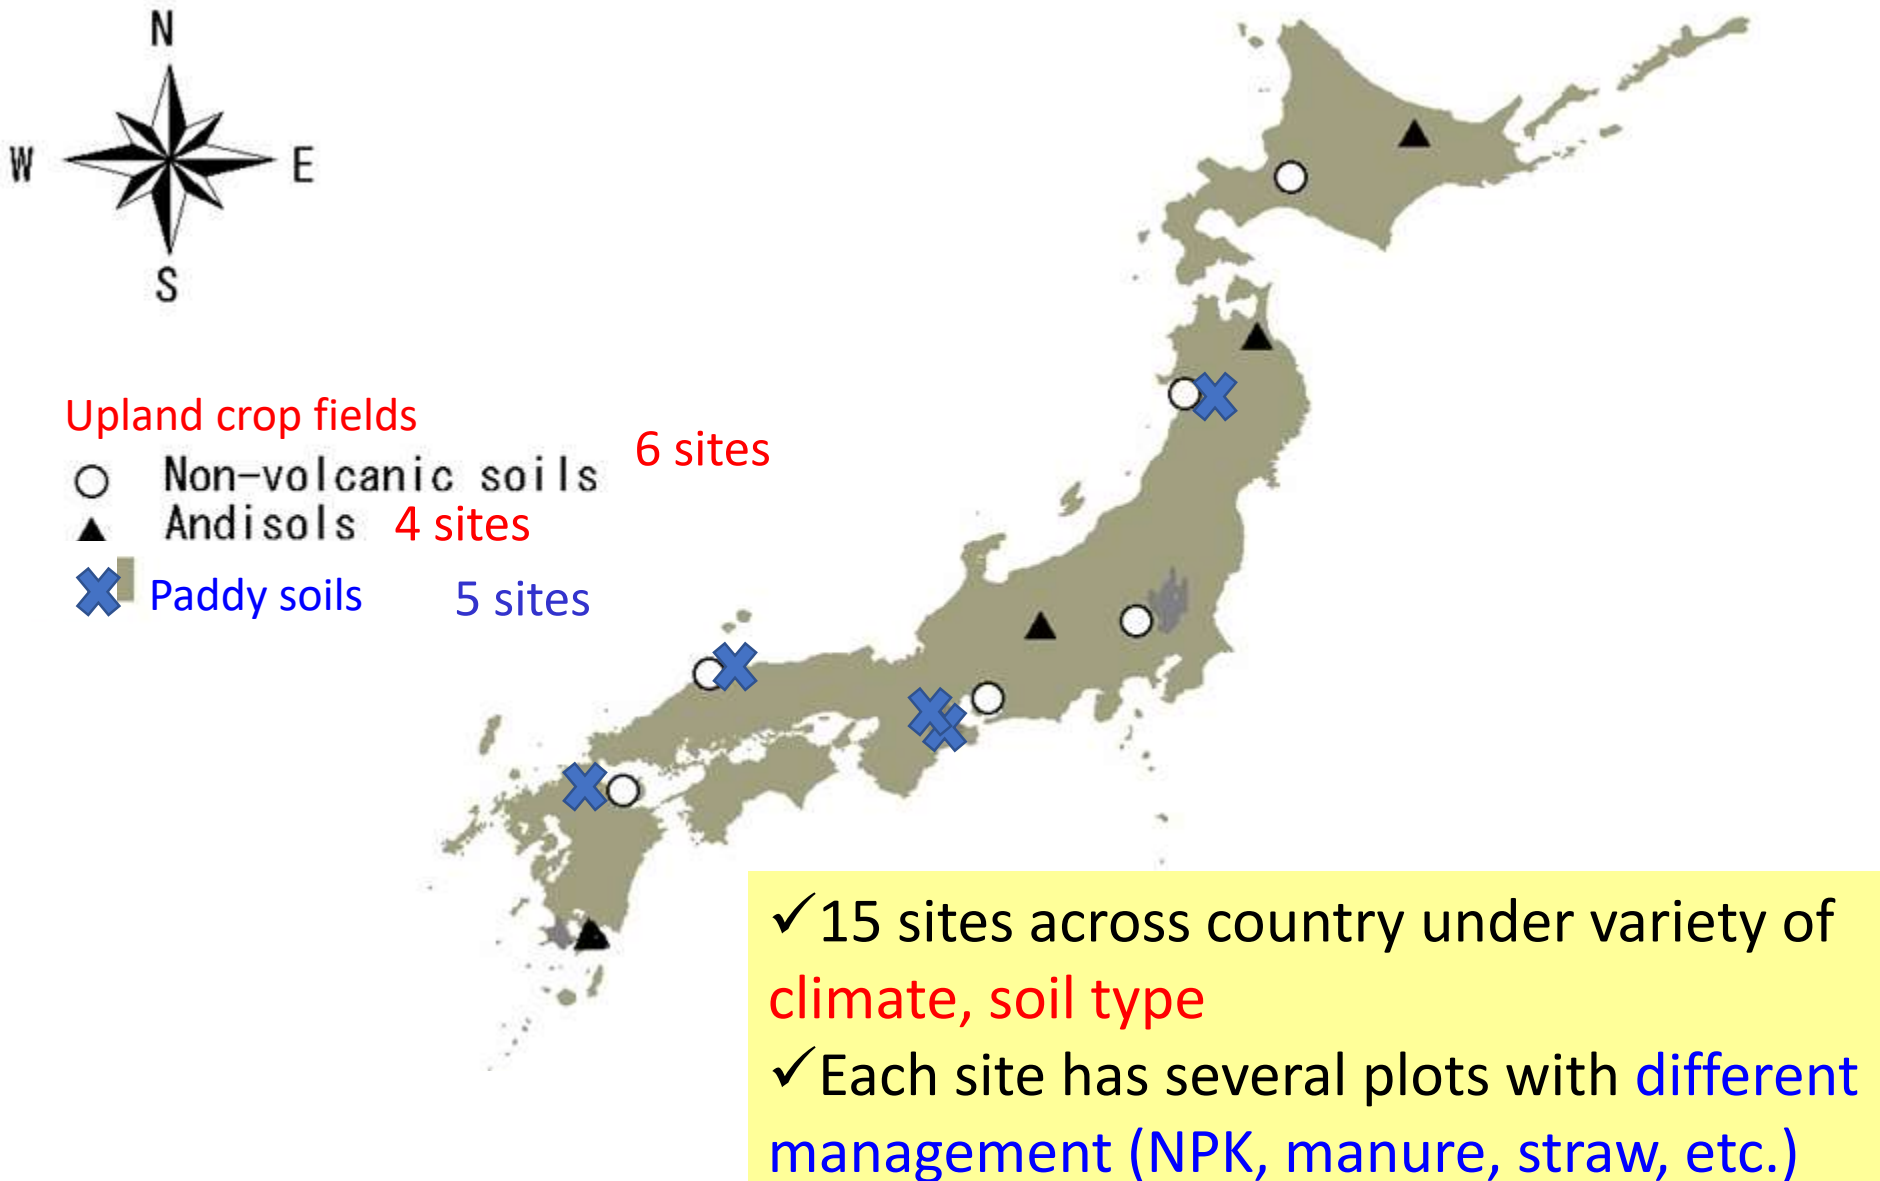 N
W
E
S
Upland crop fields
Non-volcanic soils 6 sites
Andisols 4 sites
Paddy soils 5 sites
✓15 sites across country under variety of
climate, soil type
✓Each site has several plots with different
management (NPK, manure, straw, etc.)